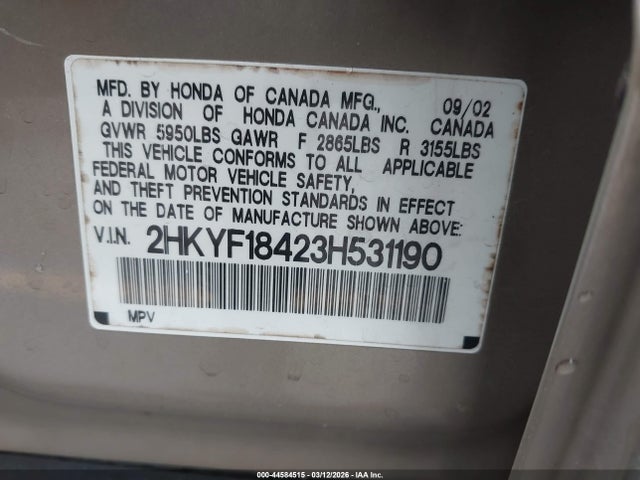 MFD. BY HONDA OF CANADA MFG., 09/02
A DIVISION OF HONDA CANADA INC. CANADA
GVWR 5950LBS GAWR F 2865LBS R 3155LBS
THIS VEHICLE CONFORMS TO ALL APPLICABLE
FEDERAL MOTOR VEHICLE SAFETY,
AND THEFT PREVENTION STANDARDS IN EFFECT
ON THE DATE OF MANUFACTURE SHOWN ABOVE:
V.I.N. 2HKYF18423H531190
MPV
000-44584515 - 03/12/2026 - IAA Inc.